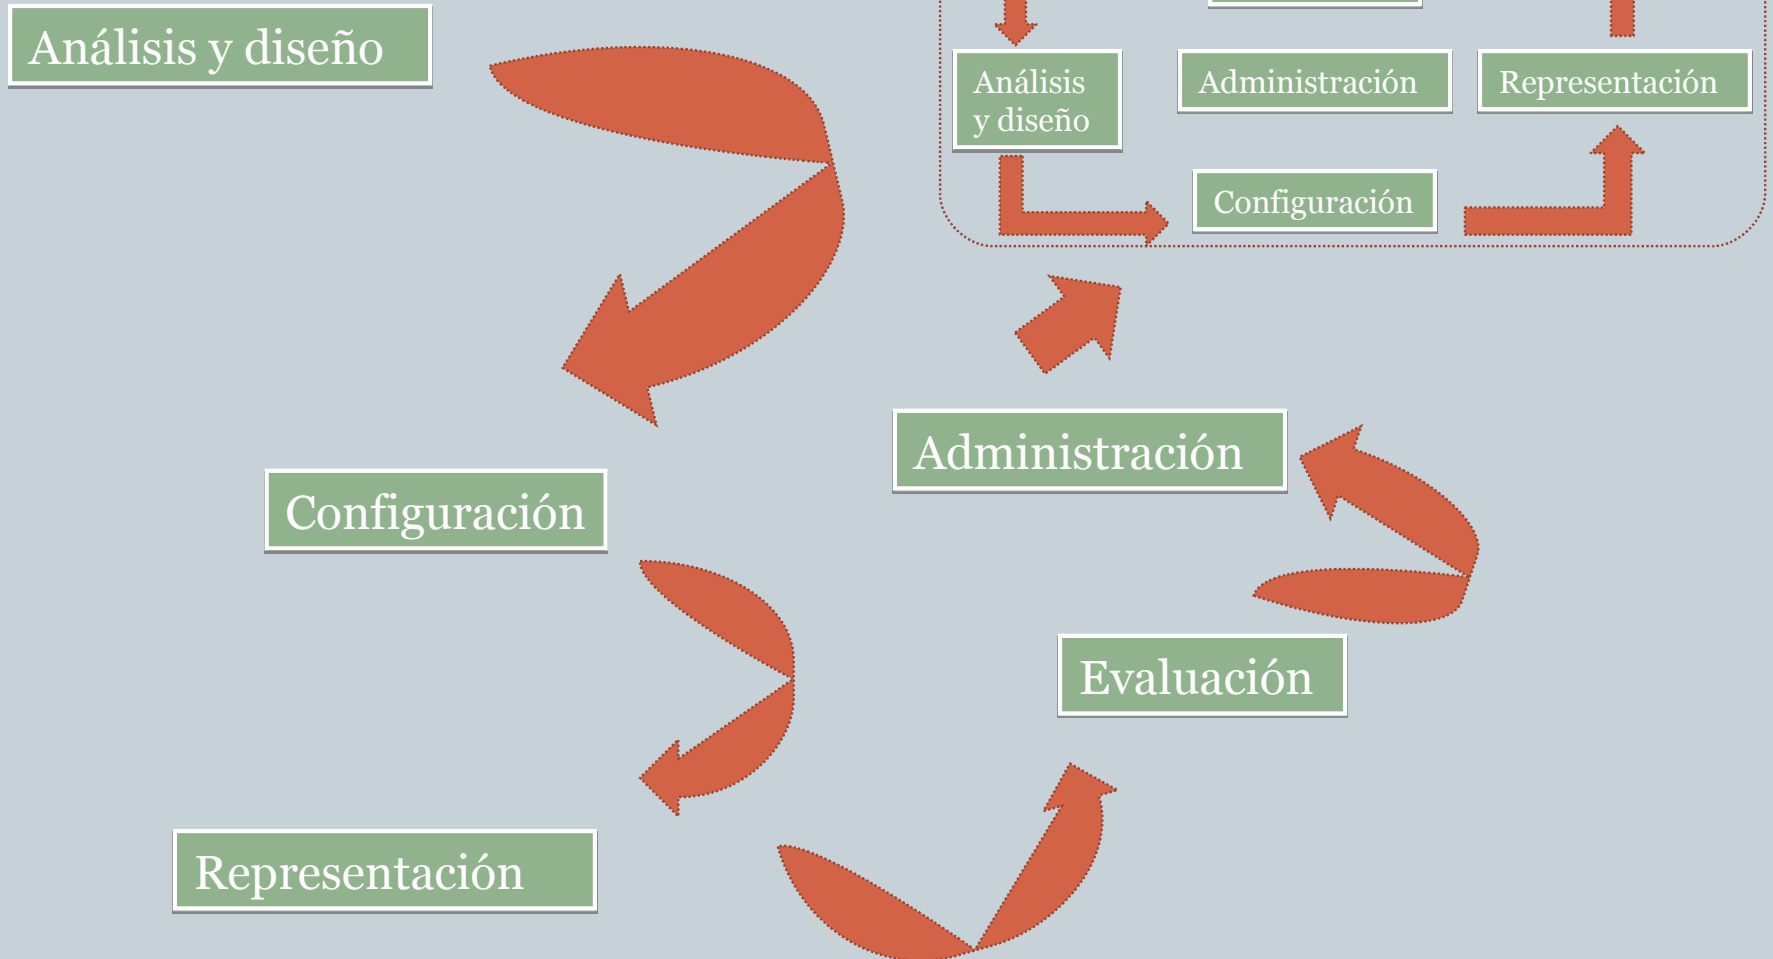 Análisis y diseño
Análisis
y diseño
Administración
Representación
Configuración
Administración
Configuración
Evaluación
Representación